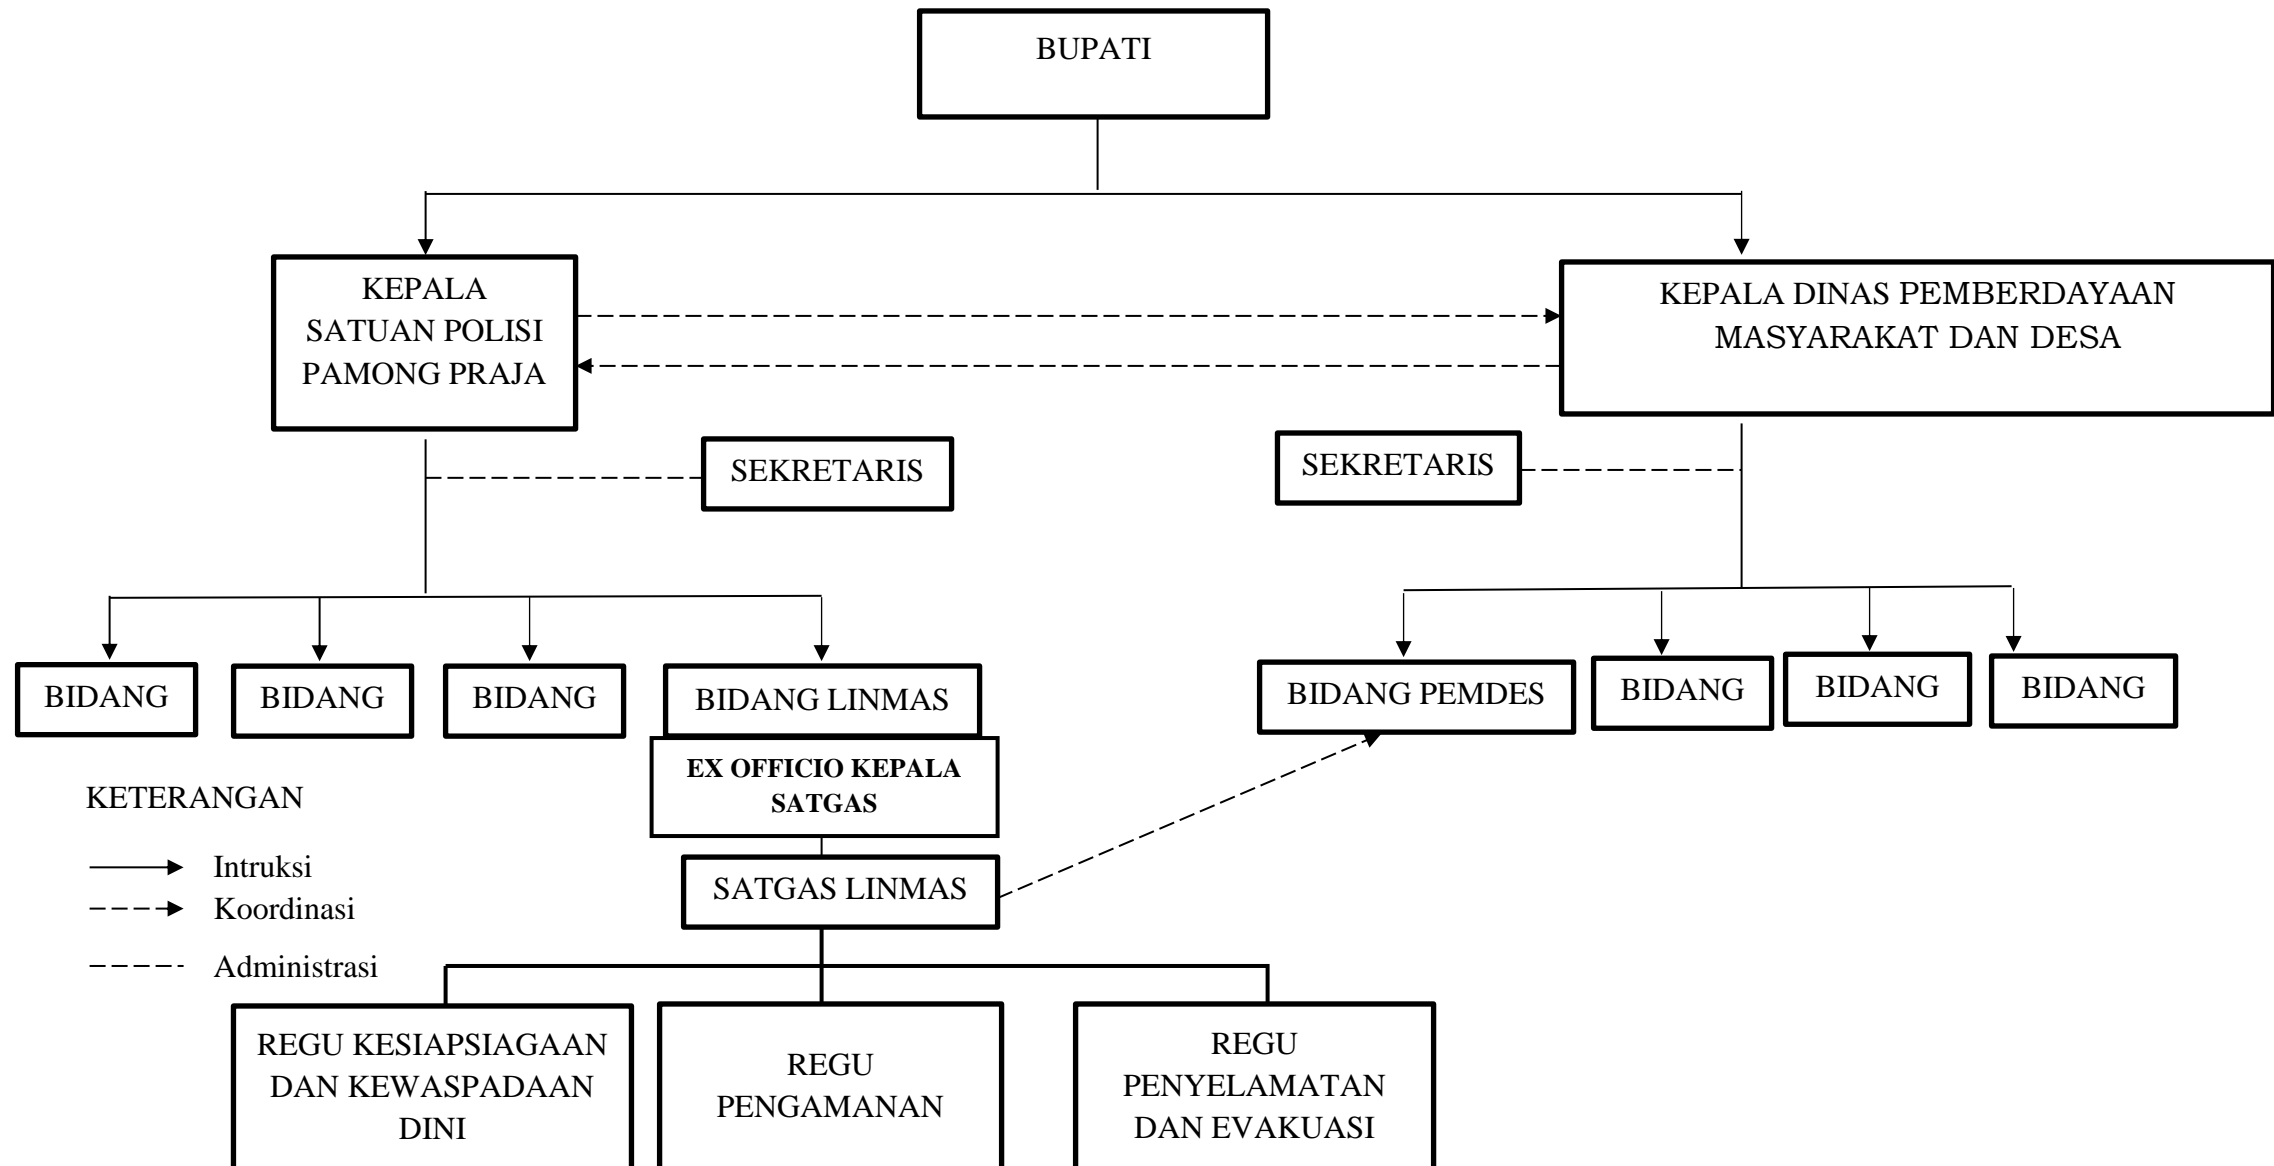 BUPATI
KEPALA
SATUAN POLISI
PAMONG PRAJA
KEPALA DINAS PEMBERDAYAAN
MASYARAKAT DAN DESA
SEKRETARIS
SEKRETARIS
BIDANG
BIDANG
BIDANG
BIDANG LINMAS
BIDANG PEMDES
BIDANG
BIDANG
BIDANG
EX OFFICIO KEPALA
SATGAS
SATGAS LINMAS
KETERANGAN
Intruksi
Koordinasi
Administrasi
REGU KESIAPSIAGAAN
DAN KEWASPADAAN
DINI
REGU
PENGAMANAN
REGU
PENYELAMATAN
DAN EVAKUASI